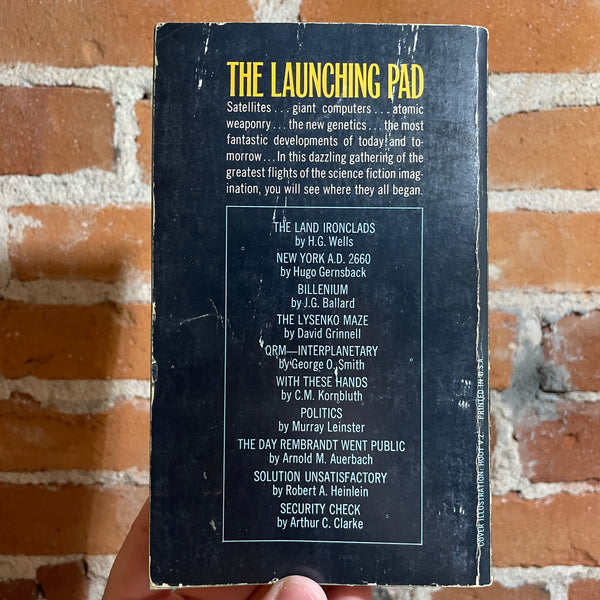 THE LAUNCHING PAD
Satellites...giant computers...atomic
weaponry...the new genetics...the most
fantastic developments of today and to-
morrow...In this dazzling gathering of the
greatest flights of the science fiction imag-
ination, you will see where they all began.
THE LAND IRONCLADS
by H.G. Wells
NEW YORK A.D. 2660
by Hugo Gernsback
BILLENIUM
by J.G. Ballard
THE LYSENKO MAZE
by David Grinnell
QRM—INTERPLANETARY
by George O. Smith
WITH THESE HANDS
by C.M. Kornbluth
POLITICS
by Murray Leinster
THE DAY REMBRANDT WENT PUBLIC
by Arnold M. Auerbach
SOLUTION UNSATISFACTORY
by Robert A. Heinlein
SECURITY CHECK
by Arthur C. Clarke
COVER ILLUSTRATION: HOOT V.Z. PRINTED IN U.S.A.